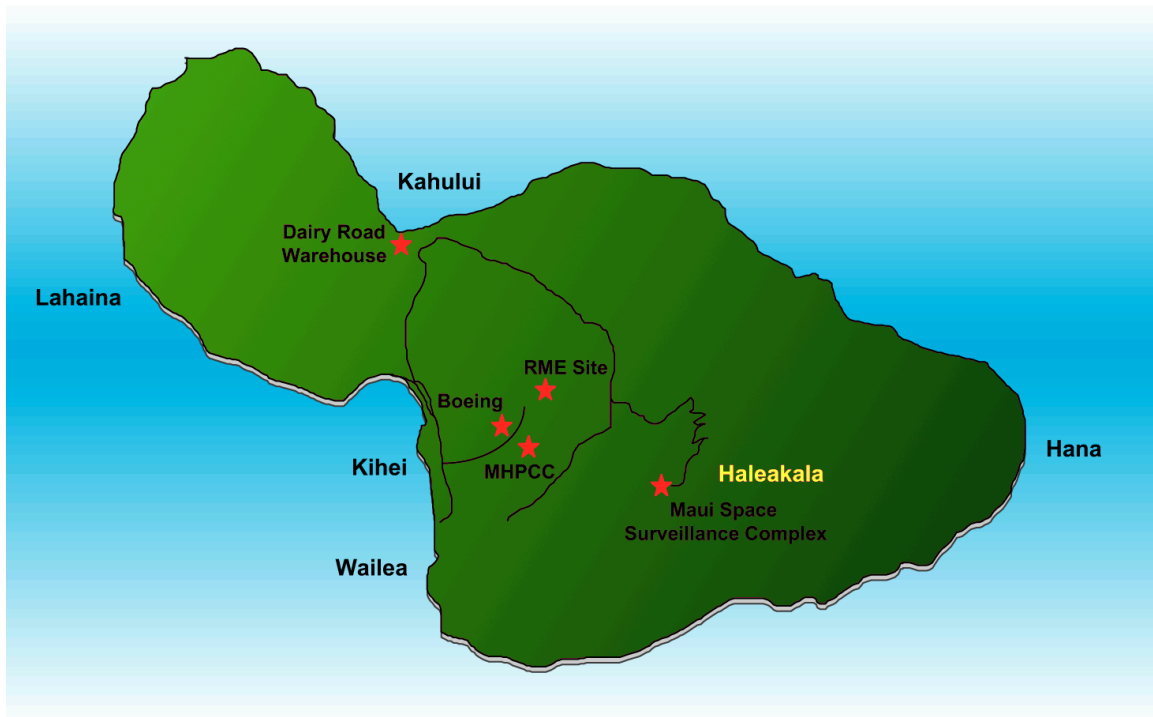 Kahului
Dairy Road
Warehouse
Lahaina
RME Site
Boeing
Kihei
MHPCC
Haleakala
Hana
Maui Space
Surveillance Complex
Wailea